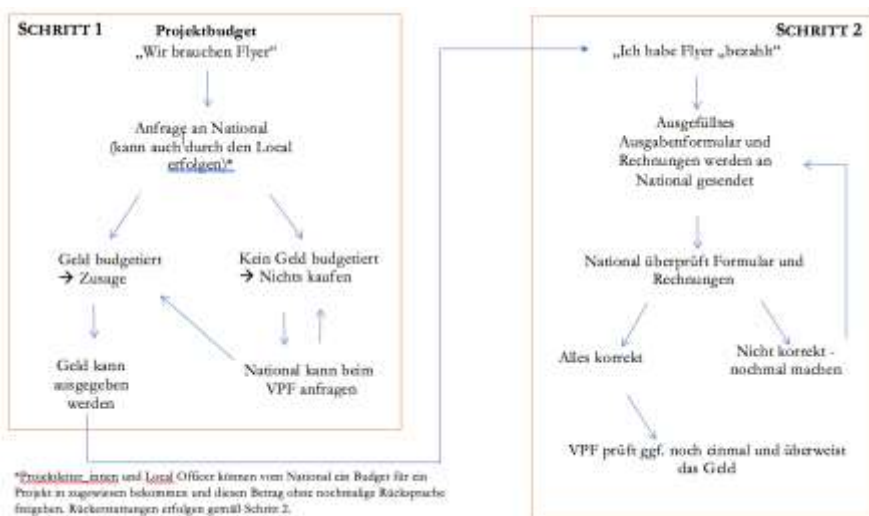 SCHRITT 1
Projektbudget
„Wir brauchen Flyer“
Anfrage an National
(kann auch durch den Local
erfolgen)*
Geld budgetiert
→ Zusage
Kein Geld budgetiert
→ Nichts kaufen
Geld kann
ausgegeben
werden
National kann beim
VPF anfragen
*Projektleiter_innen und Local Officer können vom National ein Budget für ein
Projekt in zugewiesen bekommen und diesen Betrag ohne nochmalige Rücksprache
freigeben. Rückerstattungen erfolgen gemäß Schritt 2.
SCHRITT 2
„Ich habe Flyer „bezahlt“
Ausgefülltes
Ausgabenformular und
Rechnungen werden an
National gesendet
National überprüft Formular und
Rechnungen
Alles korrekt
Nicht korrekt -
nochmal machen
VPF prüft ggf. noch einmal und überweist
das Geld